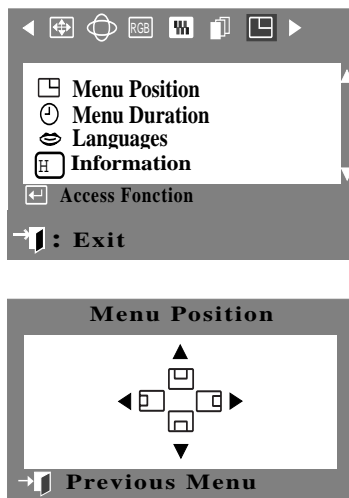 RGB
Menu Position
Menu Duration
Languages
H Information
Access Fonction
: Exit
Menu Position
Previous Menu